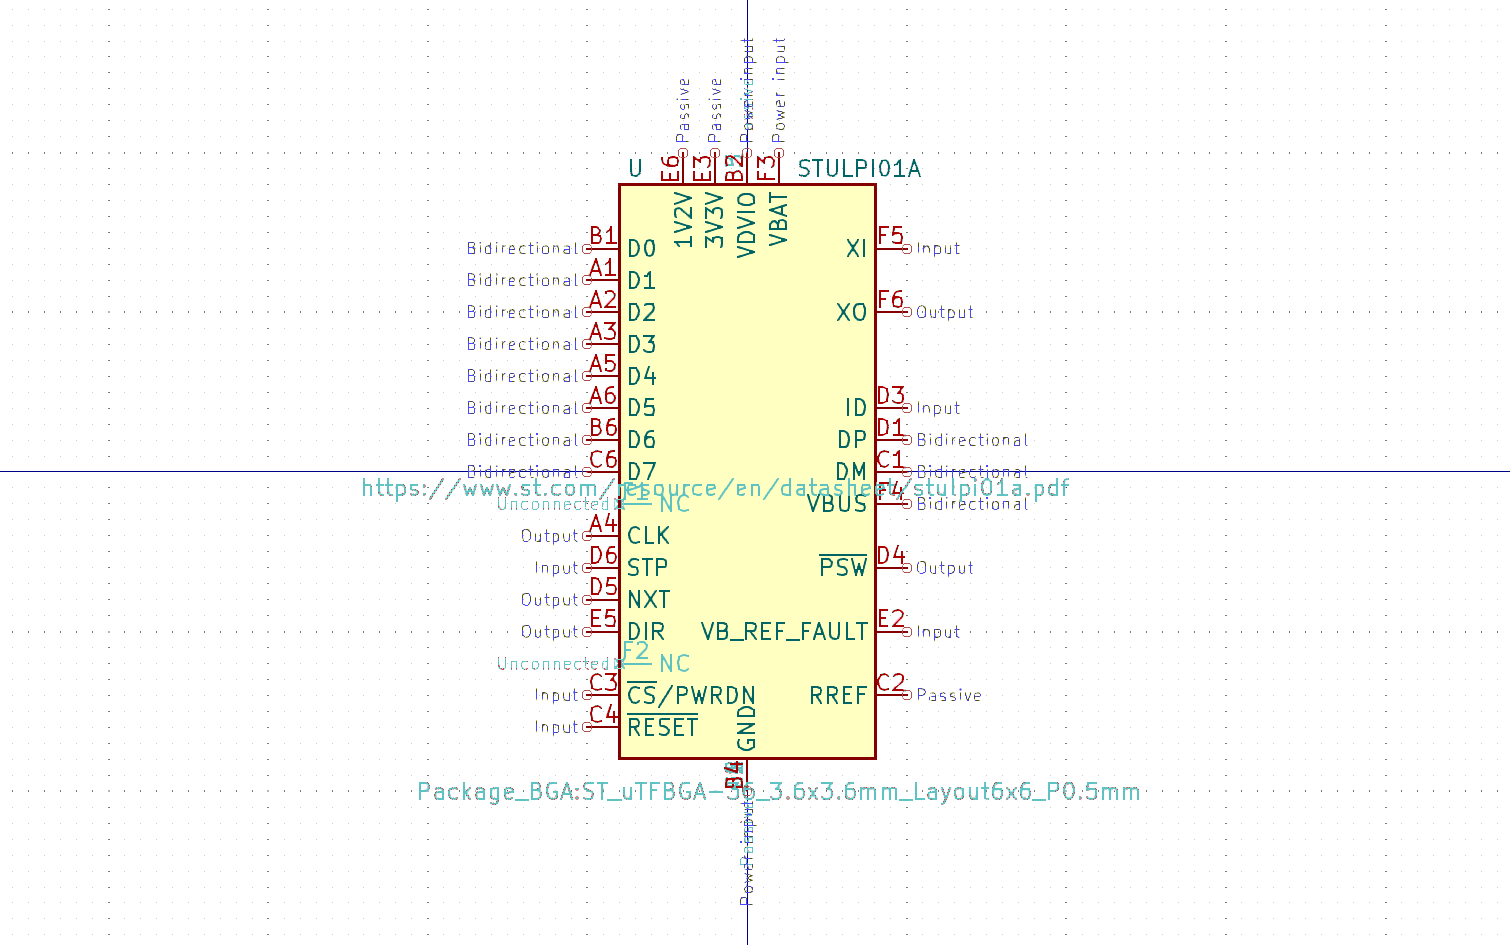 Passive
Passive
Power input
Power input
E6
E3
B2
F3
U
STULPI01A
1V2V
3V3V
VDVIO
VBAT
Bidirectional B1 D0
XI F5 Input
Bidirectional A1 D1
Bidirectional A2 D2
XO F6 Output
Bidirectional A3 D3
Bidirectional A5 D4
Bidirectional A6 D5
ID D3 Input
Bidirectional B6 D6
DP D1 Bidirectional
Bidirectional C6 D7
DM C1 Bidirectional
https://www.st.com/resource/en/datasheet/stulpi01a.pdf
Unconnected NC
VBUS F4 Bidirectional
Output A4 CLK
Input D6 STP
PSW D4 Output
Output D5 NXT
Output E5 DIR
VB_REF_FAULT E2 Input
Unconnected F2 NC
Input C3 CS/PWRDN
RREF C2 Passive
Input C4 RESET
GND
B4
Package_BGA:ST_uTFBGA-36_3.6x3.6mm_Layout6x6_P0.5mm
Power input